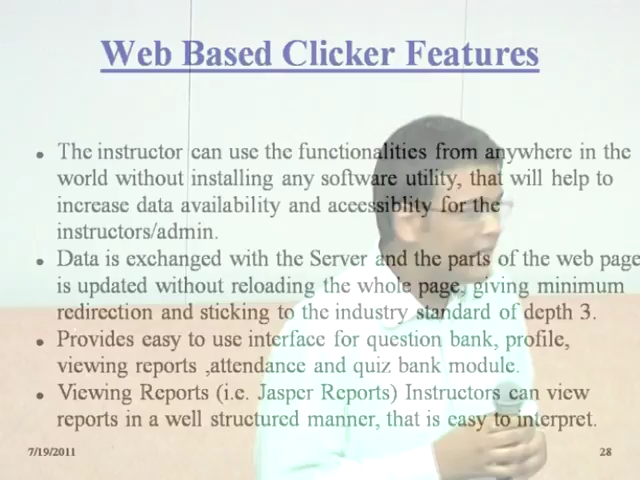 Web Based Clicker Features
• The instructor can use the functionalities from anywhere in the
world without installing any software utility, that will help to
increase data availability and acessiblity for the
instructors/admin.
• Data is exchanged with the Server and the parts of the web page
is updated without reloading the whole page, giving minimum
redirection and sticking to the industry standard of depth 3.
• Provides easy to use interface for question bank, profile,
viewing reports ,attendance and quiz bank module.
• Viewing Reports (i.e. Jasper Reports) Instructors can view
reports in a well structured manner, that is easy to interpret.
7/19/2011
28